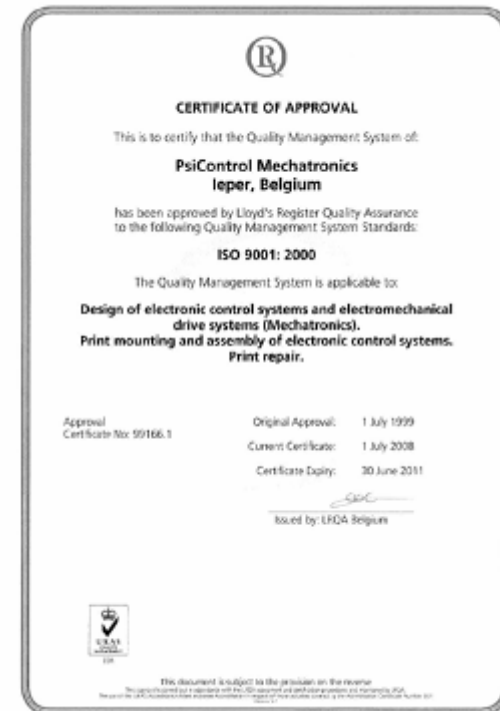 R
CERTIFICATE OF APPROVAL
This is to certify that the Quality Management System of:
PsiControl Mechatronics
Ieper, Belgium
has been approved by Lloyd's Register Quality Assurance
to the following Quality Management System Standards:
ISO 9001: 2000
The Quality Management System is applicable to:
Design of electronic control systems and electromechanical
drive systems (Mechatronics).
Print mounting and assembly of electronic control systems.
Print repair.
Approval
Certificate No: 99166.1
Original Approval: 1 July 1999
Current Certificate: 1 July 2008
Certificate Expiry: 30 June 2011
Issued by: LRQA Belgium
UKAS
This document is subject to the provision on the reverse